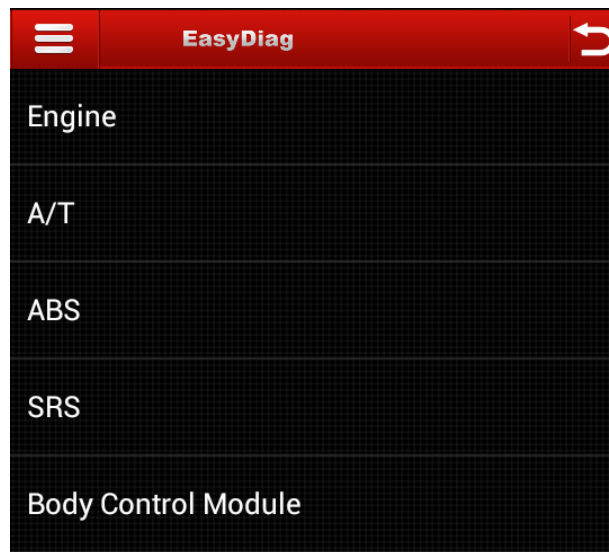 EasyDiag
Engine
A/T
ABS
SRS
Body Control Module